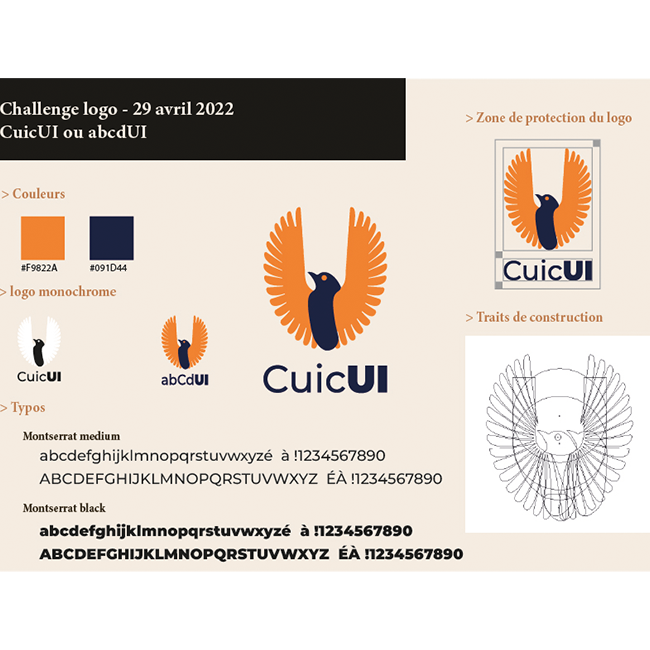 Challenge logo - 29 avril 2022
CuicUI ou abcdUI
> Couleurs
#F9822A
#091D44
> logo monochrome
CuicUI
abCdUI
CuicUI
> Typos
Montserrat medium
abcdefghijklmnopqrstuvwxyzé à !1234567890
ABCDEFGHIJKLMNOPQRSTUVWXYZ ÉÀ !1234567890
Montserrat black
abcdefghijklmnopqrstuvwxyzé à !1234567890
ABCDEFGHIJKLMNOPQRSTUVWXYZ ÉÀ !1234567890
> Zone de protection du logo
CuicUI
> Traits de construction